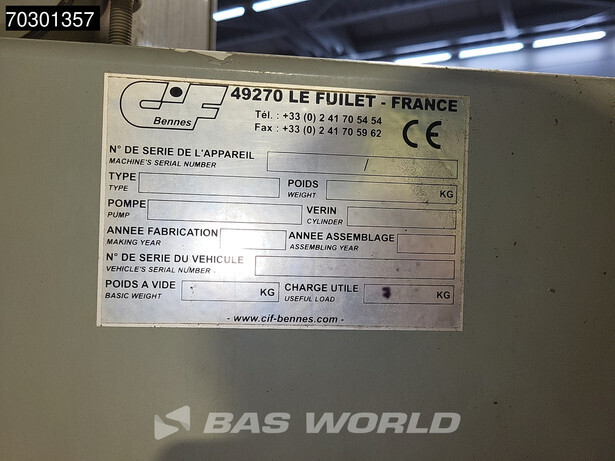 70301357
CIF
Bennes
49270 LE FUILET - FRANCE
Tél. : +33 (0) 2 41 70 54 54
Fax : +33 (0) 2 41 70 59 62
CE
N° DE SERIE DE L'APPAREIL
MACHINE'S SERIAL NUMBER
/
TYPE
TYPE
POIDS
WEIGHT
KG
POMPE
PUMP
VERIN
CYLINDER
ANNEE FABRICATION
MAKING YEAR
ANNEE ASSEMBLAGE
ASSEMBLING YEAR
N° DE SERIE DU VEHICULE
VEHICLE'S SERIAL NUMBER
POIDS A VIDE
BASIC WEIGHT
KG
CHARGE UTILE
USEFUL LOAD
KG
- www.cif-bennes.com -
BAS WORLD